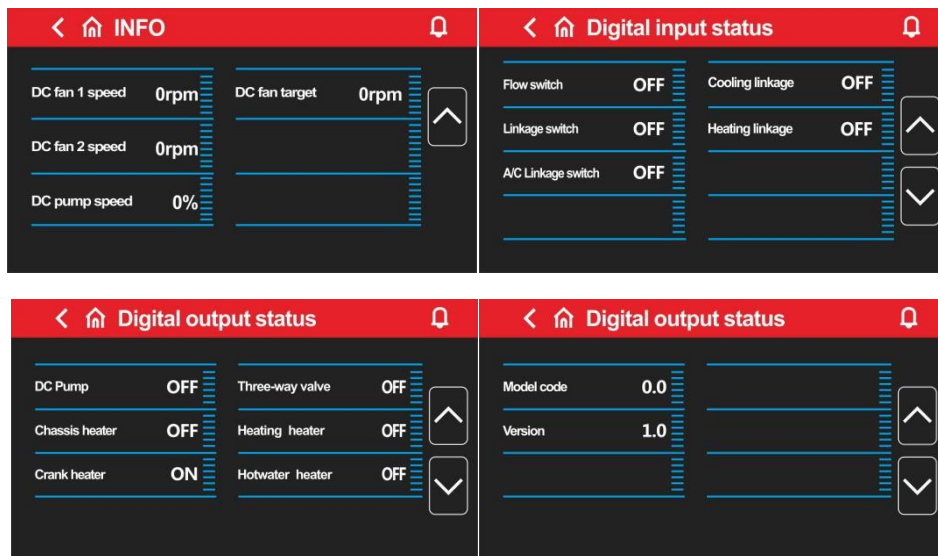 INFO
DC fan 1 speed 0rpm DC fan target 0rpm
DC fan 2 speed 0rpm
DC pump speed 0%
Digital input status
Flow switch OFF Cooling linkage OFF
Linkage switch OFF Heating linkage OFF
A/C Linkage switch OFF
Digital output status
DC Pump OFF Three-way valve OFF
Chassis heater OFF Heating heater OFF
Crank heater ON Hotwater heater OFF
Digital output status
Model code 0.0
Version 1.0